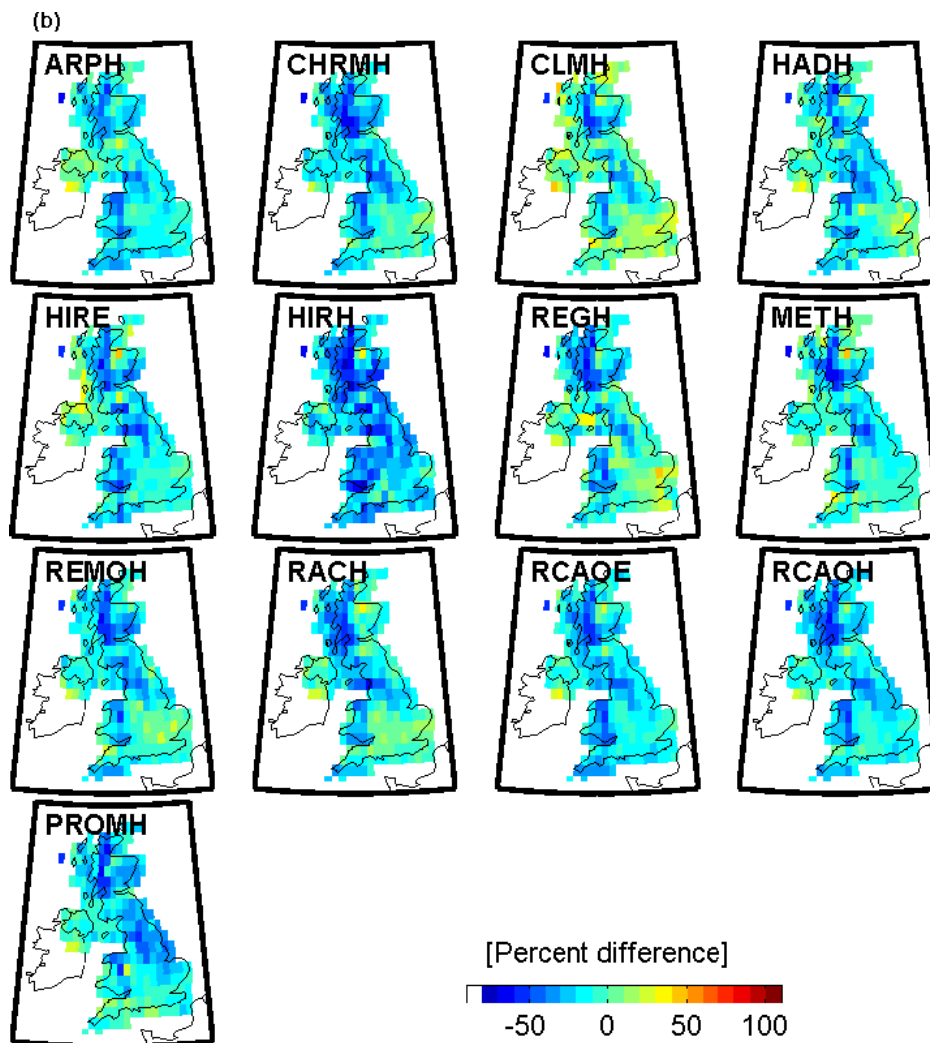 (b)
ARPH CHRMH CLMH HADH
HIRE HIRH REGH METH
REMOH RACH RCAOE RCAOH
PROMH
[Percent difference]
-50 0 50 100